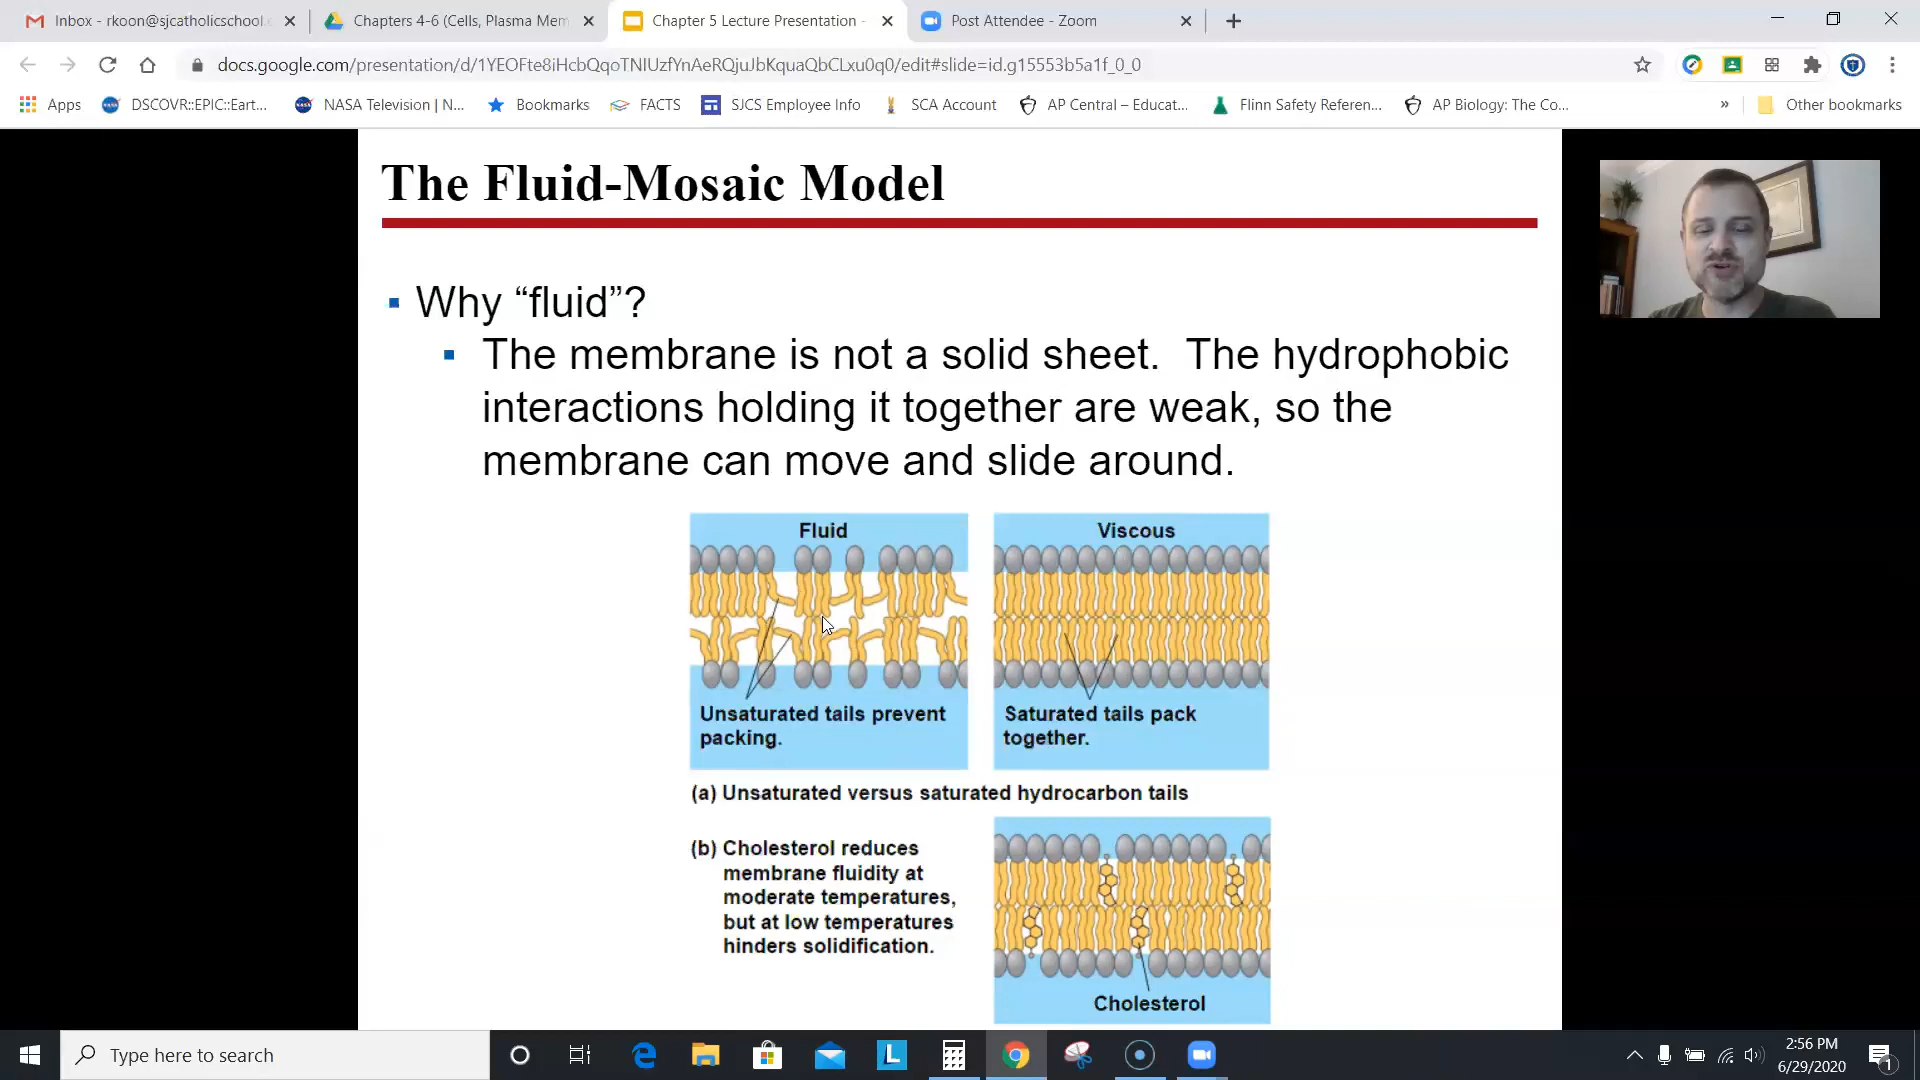 Inbox - rkoon@sjcatholicschool.
Chapters 4-6 (Cells, Plasma Mem
Chapter 5 Lecture Presentation -
Post Attendee - Zoom
docs.google.com/presentation/d/1YEOFte8iHcbQqoTNIUzfYnAeRQjuJbKquaQbCLxu0q0/edit#slide=id.g15553b5a1f_0_0
Apps
DSCOVR::EPIC::Eart...
NASA Television | N...
Bookmarks
FACTS
SJCS Employee Info
SCA Account
AP Central – Educat...
Flinn Safety Referen...
AP Biology: The Co...
»
Other bookmarks
The Fluid-Mosaic Model
Why “fluid”?
The membrane is not a solid sheet. The hydrophobic
interactions holding it together are weak, so the
membrane can move and slide around.
Fluid
Viscous
Unsaturated tails prevent
packing.
Saturated tails pack
together.
(a) Unsaturated versus saturated hydrocarbon tails
(b) Cholesterol reduces
membrane fluidity at
moderate temperatures,
but at low temperatures
hinders solidification.
Cholesterol
Type here to search
2:56 PM
6/29/2020
1